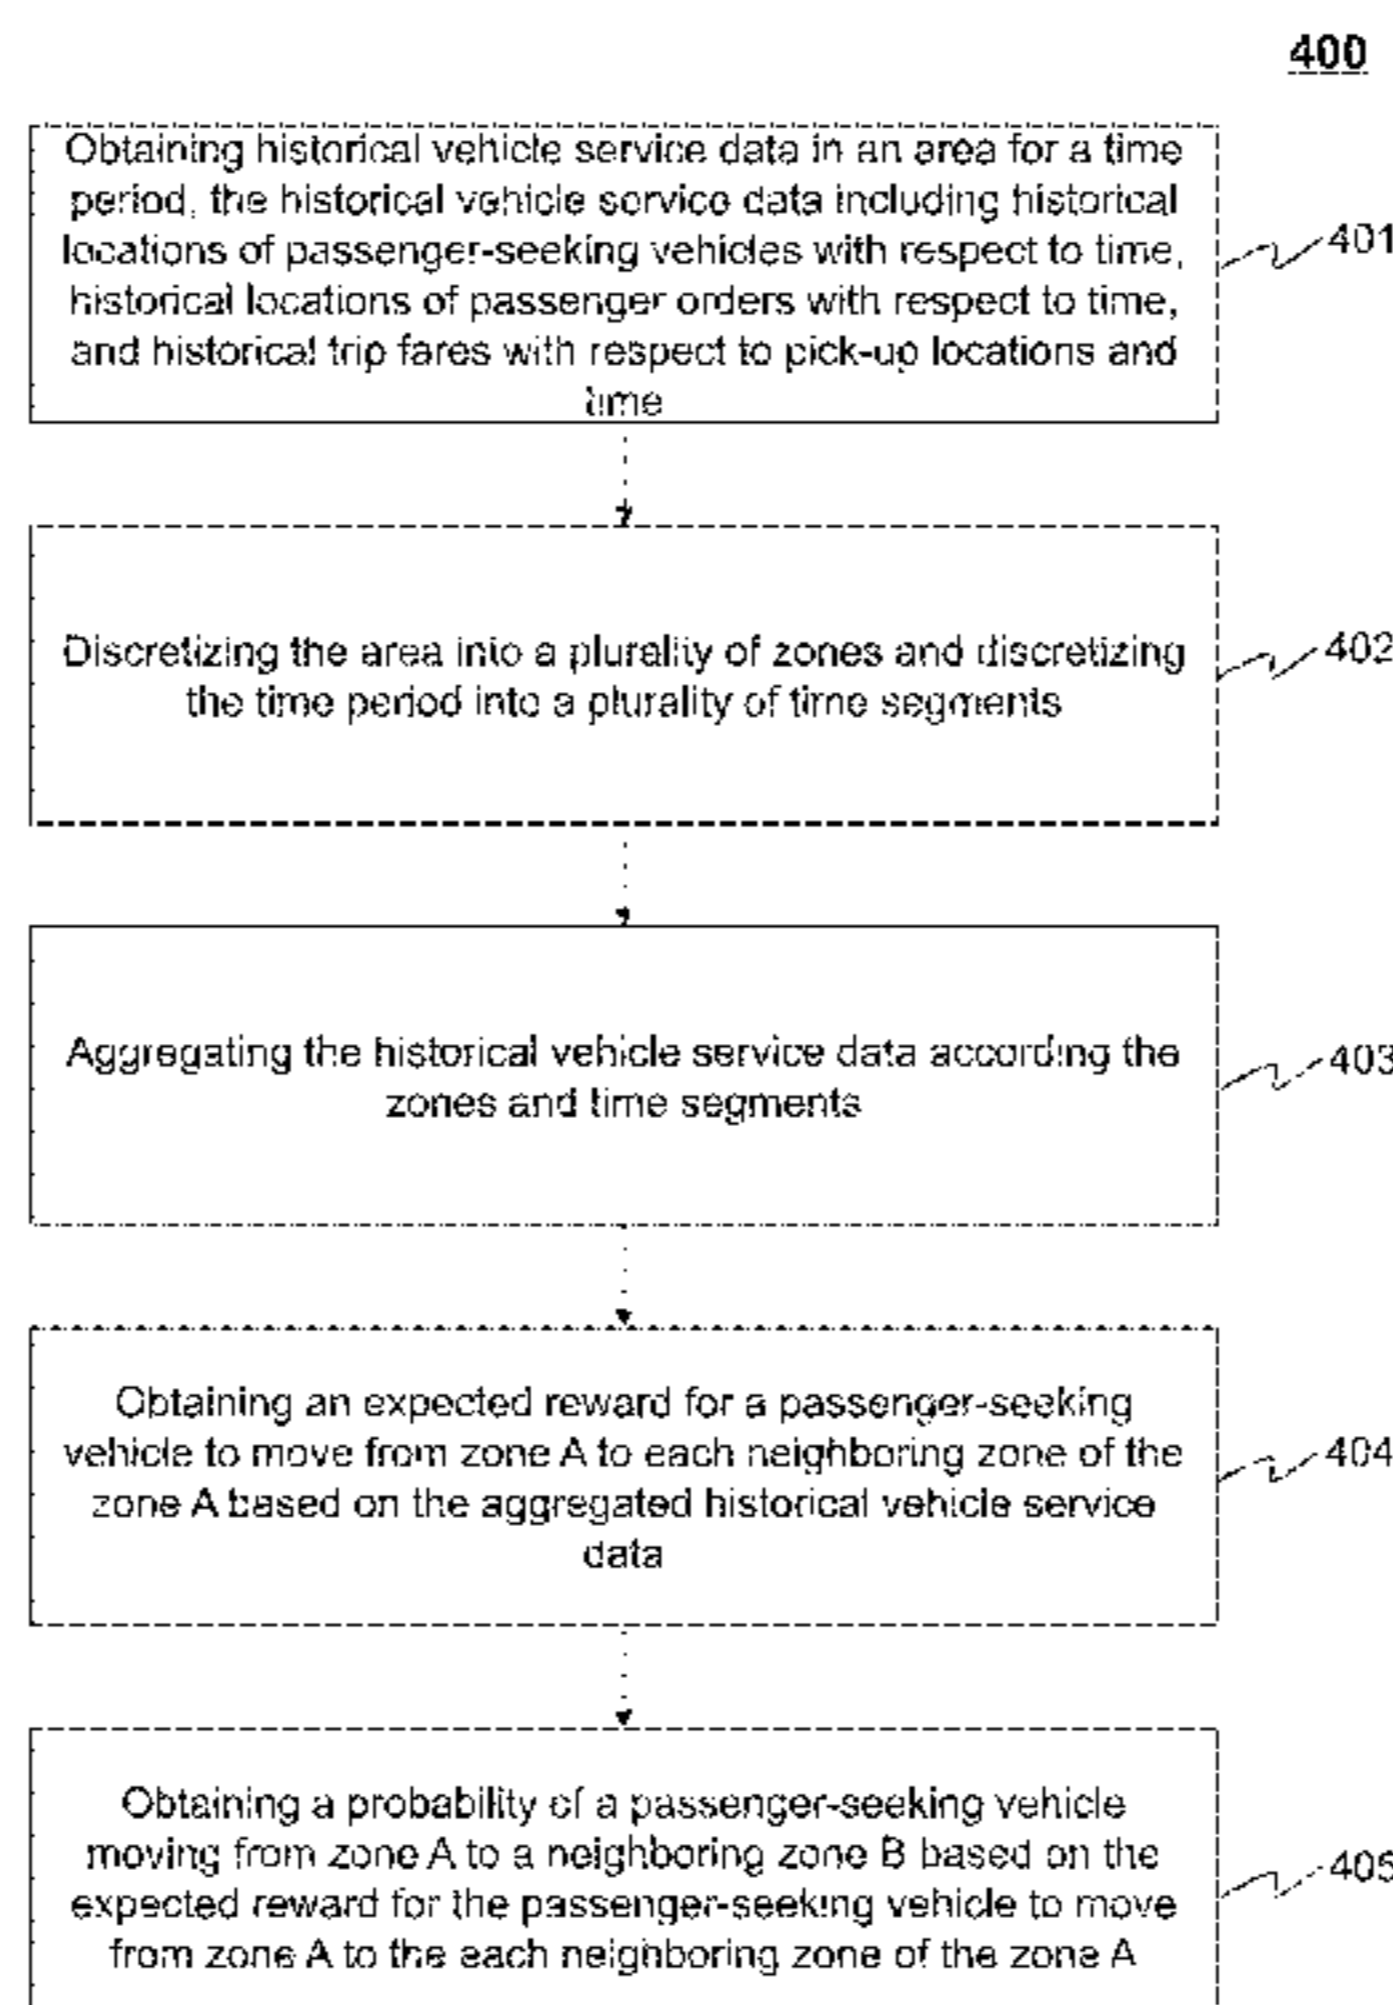 400
Obtaining historical vehicle service data in an area for a time
period, the historical vehicle service data including historical
locations of passenger-seeking vehicles with respect to time,
historical locations of passenger orders with respect to time,
and historical trip fares with respect to pick-up locations and
time
401
Discretizing the area into a plurality of zones and discretizing
the time period into a plurality of time segments
402
Aggregating the historical vehicle service data according the
zones and time segments
403
Obtaining an expected reward for a passenger-seeking
vehicle to move from zone A to each neighboring zone of the
zone A based on the aggregated historical vehicle service
data
404
Obtaining a probability of a passenger-seeking vehicle
moving from zone A to a neighboring zone B based on the
expected reward for the passenger-seeking vehicle to move
from zone A to the each neighboring zone of the zone A
405